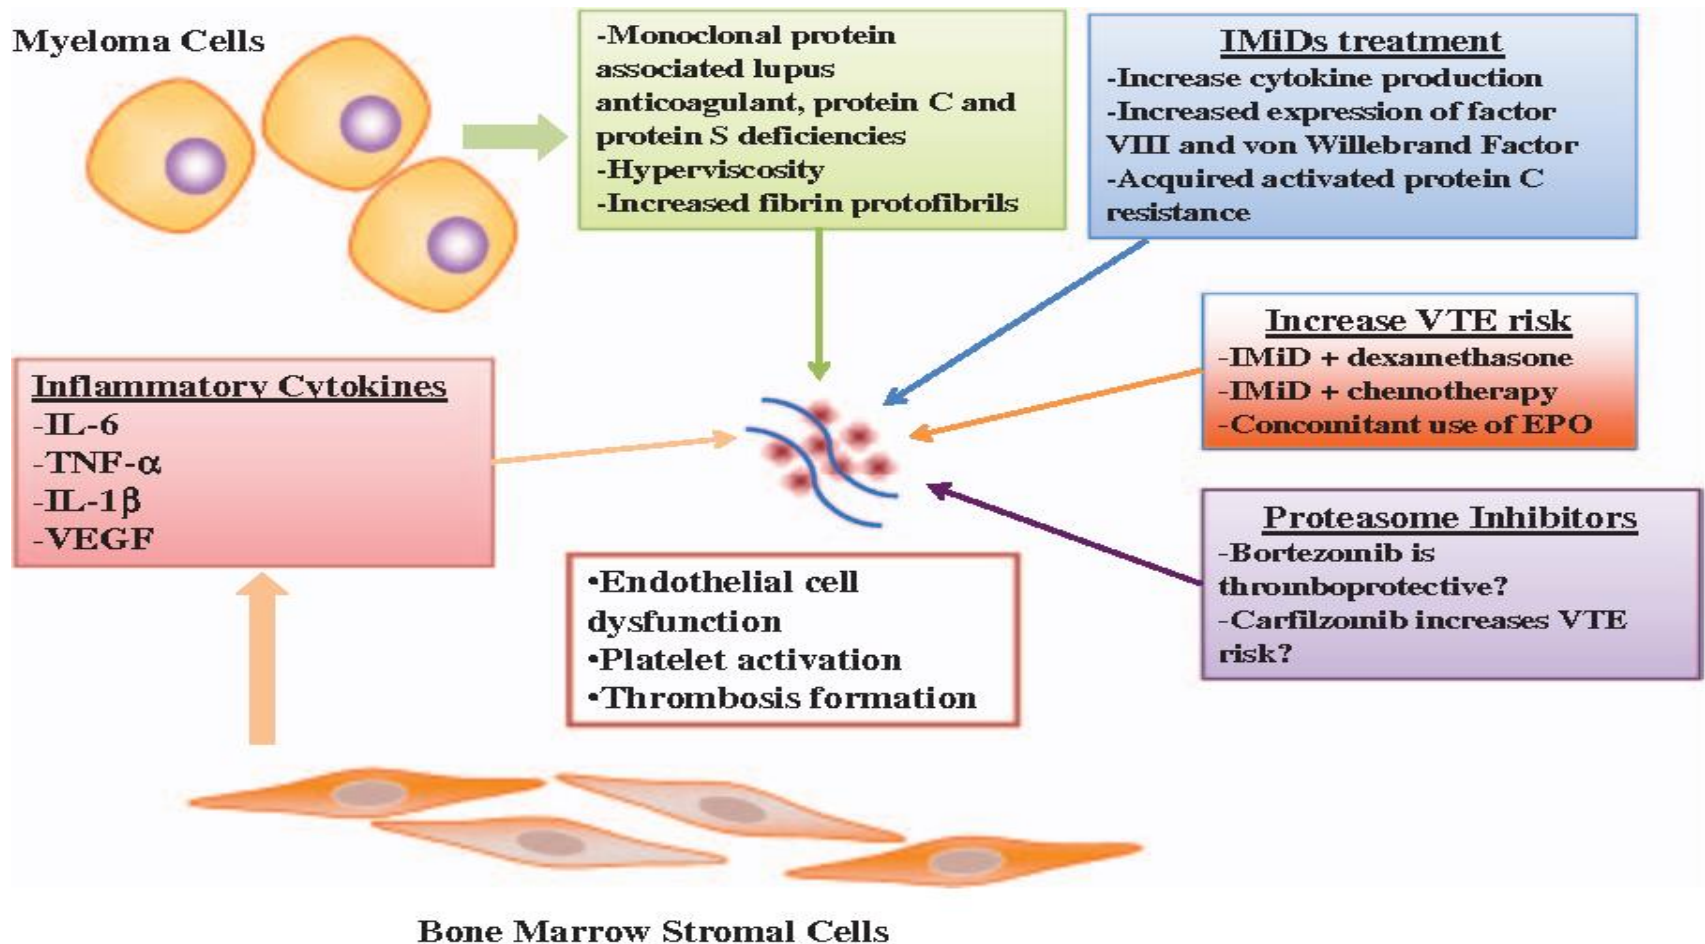 Myeloma Cells
-Monoclonal protein
associated lupus
anticoagulant, protein C and
protein S deficiencies
-Hyperviscosity
-Increased fibrin protofibrils
IMiDs treatment
-Increase cytokine production
-Increased expression of factor
VIII and von Willebrand Factor
-Acquired activated protein C
resistance
Increase VTE risk
-IMiD + dexamethasone
-IMiD + chemotherapy
-Concomitant use of EPO
Inflammatory Cytokines
-IL-6
-TNF-α
-IL-1β
-VEGF
•Endothelial cell
dysfunction
•Platelet activation
•Thrombosis formation
Proteasome Inhibitors
-Bortezomib is
thromboprotective?
-Carfilzomib increases VTE
risk?
Bone Marrow Stromal Cells